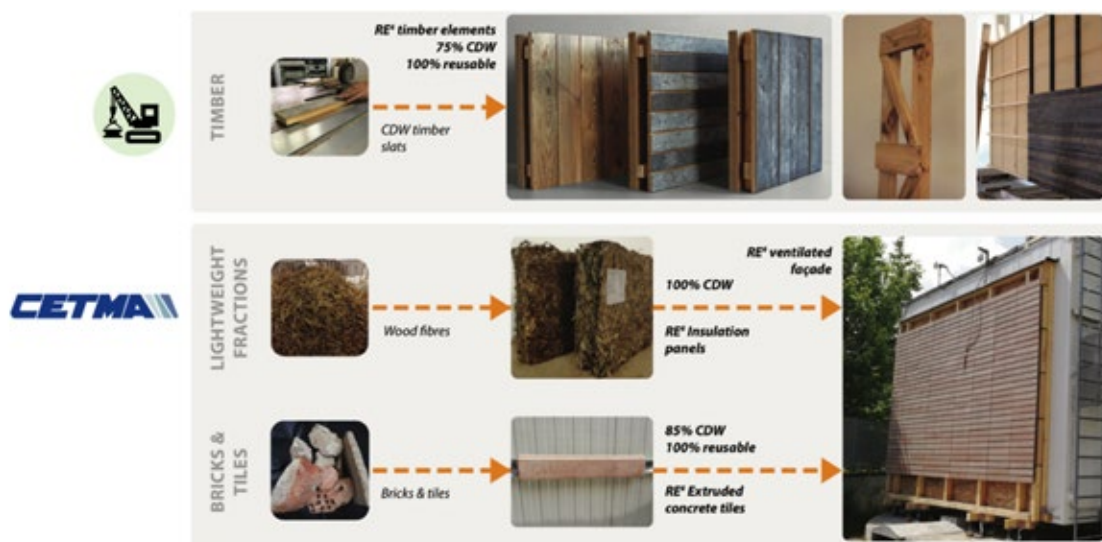 TIMBER
RE⁴ timber elements
75% CDW
100% reusable
CDW timber
slats
CETMA
LIGHTWEIGHT
FRACTIONS
Wood fibres
100% CDW
RE⁴ Insulation
panels
RE⁴ ventilated
façade
BRICKS &
TILES
Bricks & tiles
85% CDW
100% reusable
RE⁴ Extruded
concrete tiles